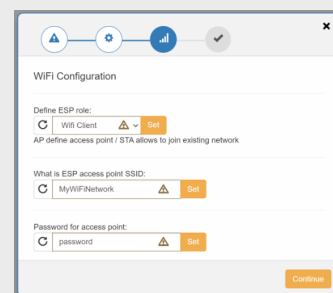 WiFi Configuration
Define ESP role:
Wifi Client Set
AP define access point / STA allows to join existing network
What is ESP access point SSID:
MyWiFiNetwork Set
Password for access point:
password Set
Continue